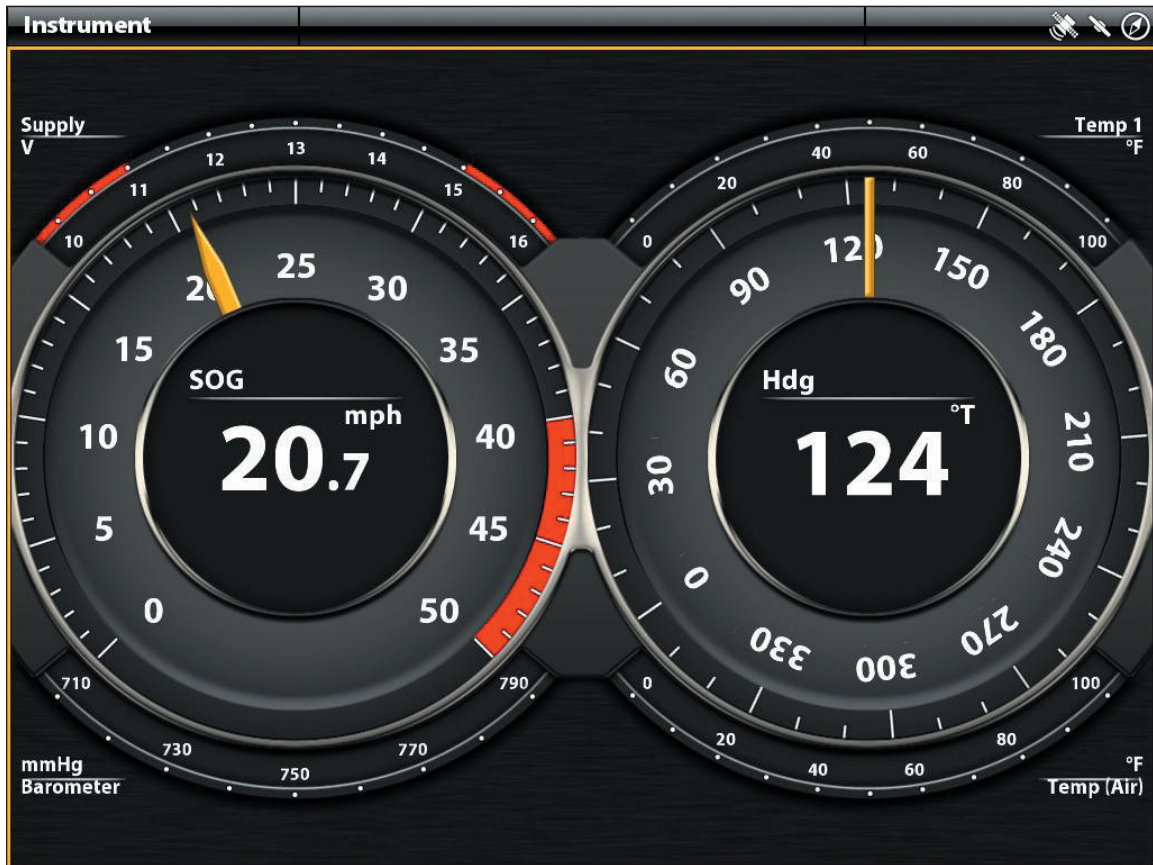 Instrument
Supply
V
10 11 12 13 14 15 16
Temp 1
°F
0 20 40 60 80 100
0 5 10 15 20 25 30 35 40 45 50
SOG
mph
20.7
0 30 60 90 120 150 180 210 240 270 300 330
Hdg
°T
124
710 730 750 770 790
mmHg
Barometer
0 20 40 60 80 100
°F
Temp (Air)